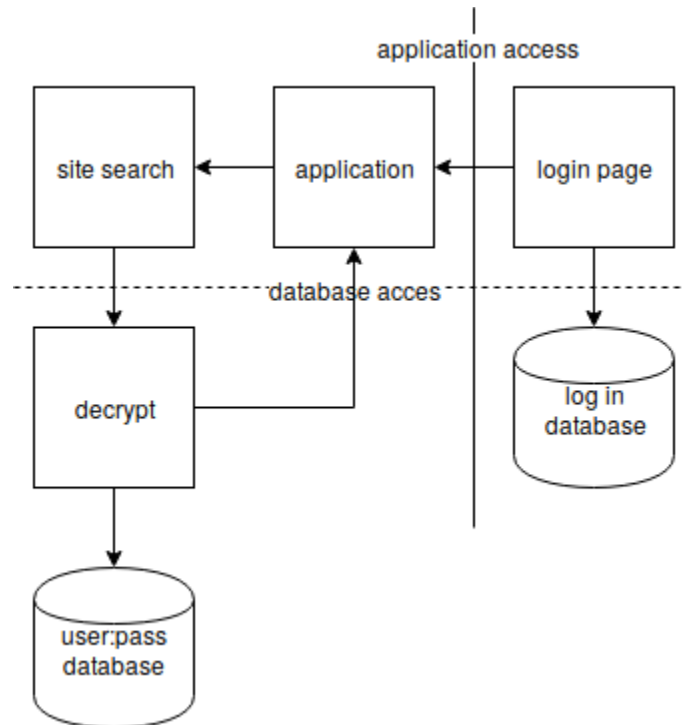 application access
site search
application
login page
database acces
decrypt
log in
database
user:pass
database